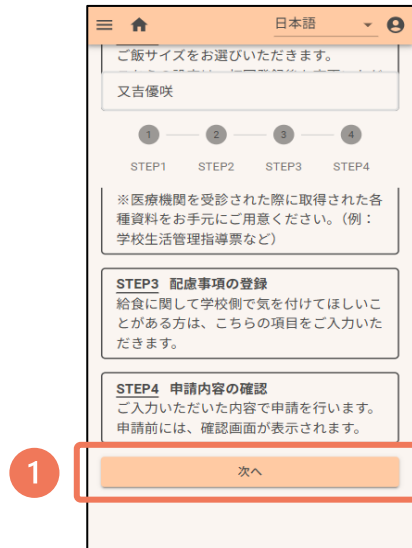 日本語
ご飯サイズをお選びいただきます。
又吉優咲
1 2 3 4
STEP1 STEP2 STEP3 STEP4
※医療機関を受診された際に取得された各
種資料をお手元にご用意ください。（例：
学校生活管理指導票など）
STEP3 配慮事項の登録
給食に関して学校側で気を付けてほしいこ
とがある方は、こちらの項目をご入力いた
だきます。
STEP4 申請内容の確認
ご入力いただいた内容で申請を行います。
申請前には、確認画面が表示されます。
1
次へ